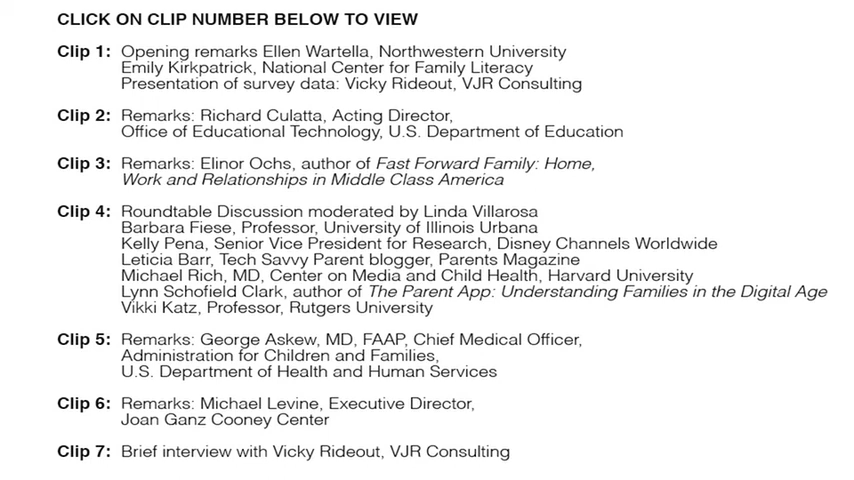 CLICK ON CLIP NUMBER BELOW TO VIEW
Clip 1: Opening remarks Ellen Wartella, Northwestern University
Emily Kirkpatrick, National Center for Family Literacy
Presentation of survey data: Vicky Rideout, VJR Consulting
Clip 2: Remarks: Richard Culatta, Acting Director,
Office of Educational Technology, U.S. Department of Education
Clip 3: Remarks: Elinor Ochs, author of Fast Forward Family: Home,
Work and Relationships in Middle Class America
Clip 4: Roundtable Discussion moderated by Linda Villarosa
Barbara Fiese, Professor, University of Illinois Urbana
Kelly Pena, Senior Vice President for Research, Disney Channels Worldwide
Leticia Barr, Tech Savvy Parent blogger, Parents Magazine
Michael Rich, MD, Center on Media and Child Health, Harvard University
Lynn Schofield Clark, author of The Parent App: Understanding Families in the Digital Age
Vikki Katz, Professor, Rutgers University
Clip 5: Remarks: George Askew, MD, FAAP, Chief Medical Officer,
Administration for Children and Families,
U.S. Department of Health and Human Services
Clip 6: Remarks: Michael Levine, Executive Director,
Joan Ganz Cooney Center
Clip 7: Brief interview with Vicky Rideout, VJR Consulting